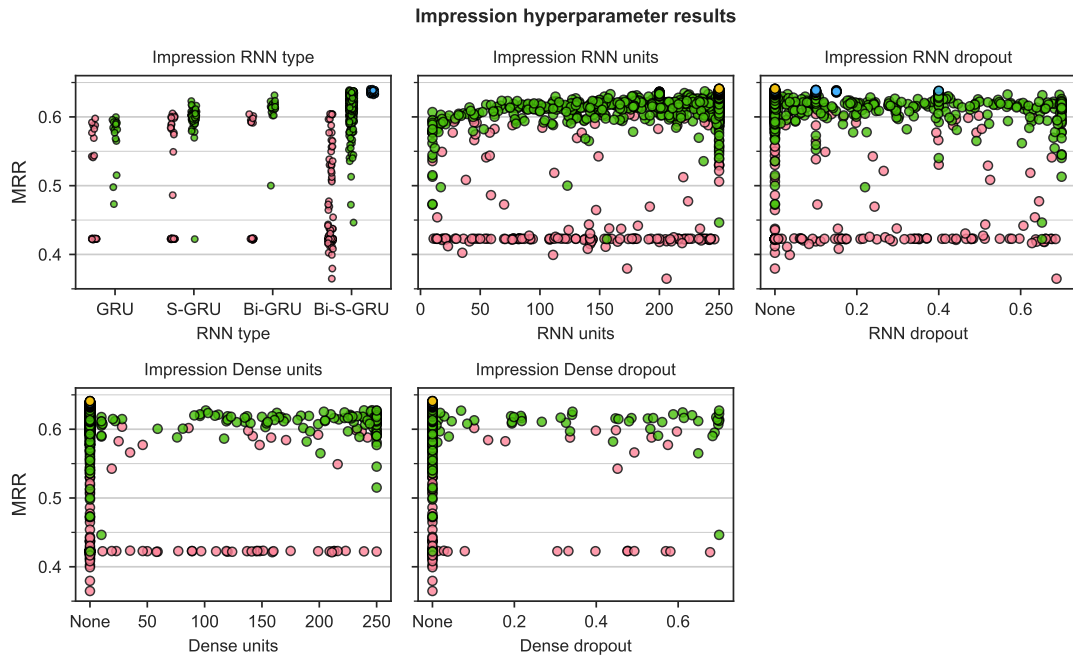 Impression hyperparameter results
Impression RNN type
Impression RNN units
Impression RNN dropout
MRR
0.6
0.5
0.4
GRU S-GRU Bi-GRU Bi-S-GRU
0 50 100 150 200 250
None 0.2 0.4 0.6
RNN type
RNN units
RNN dropout
Impression Dense units
Impression Dense dropout
MRR
0.6
0.5
0.4
None 50 100 150 200 250
None 0.2 0.4 0.6
Dense units
Dense dropout